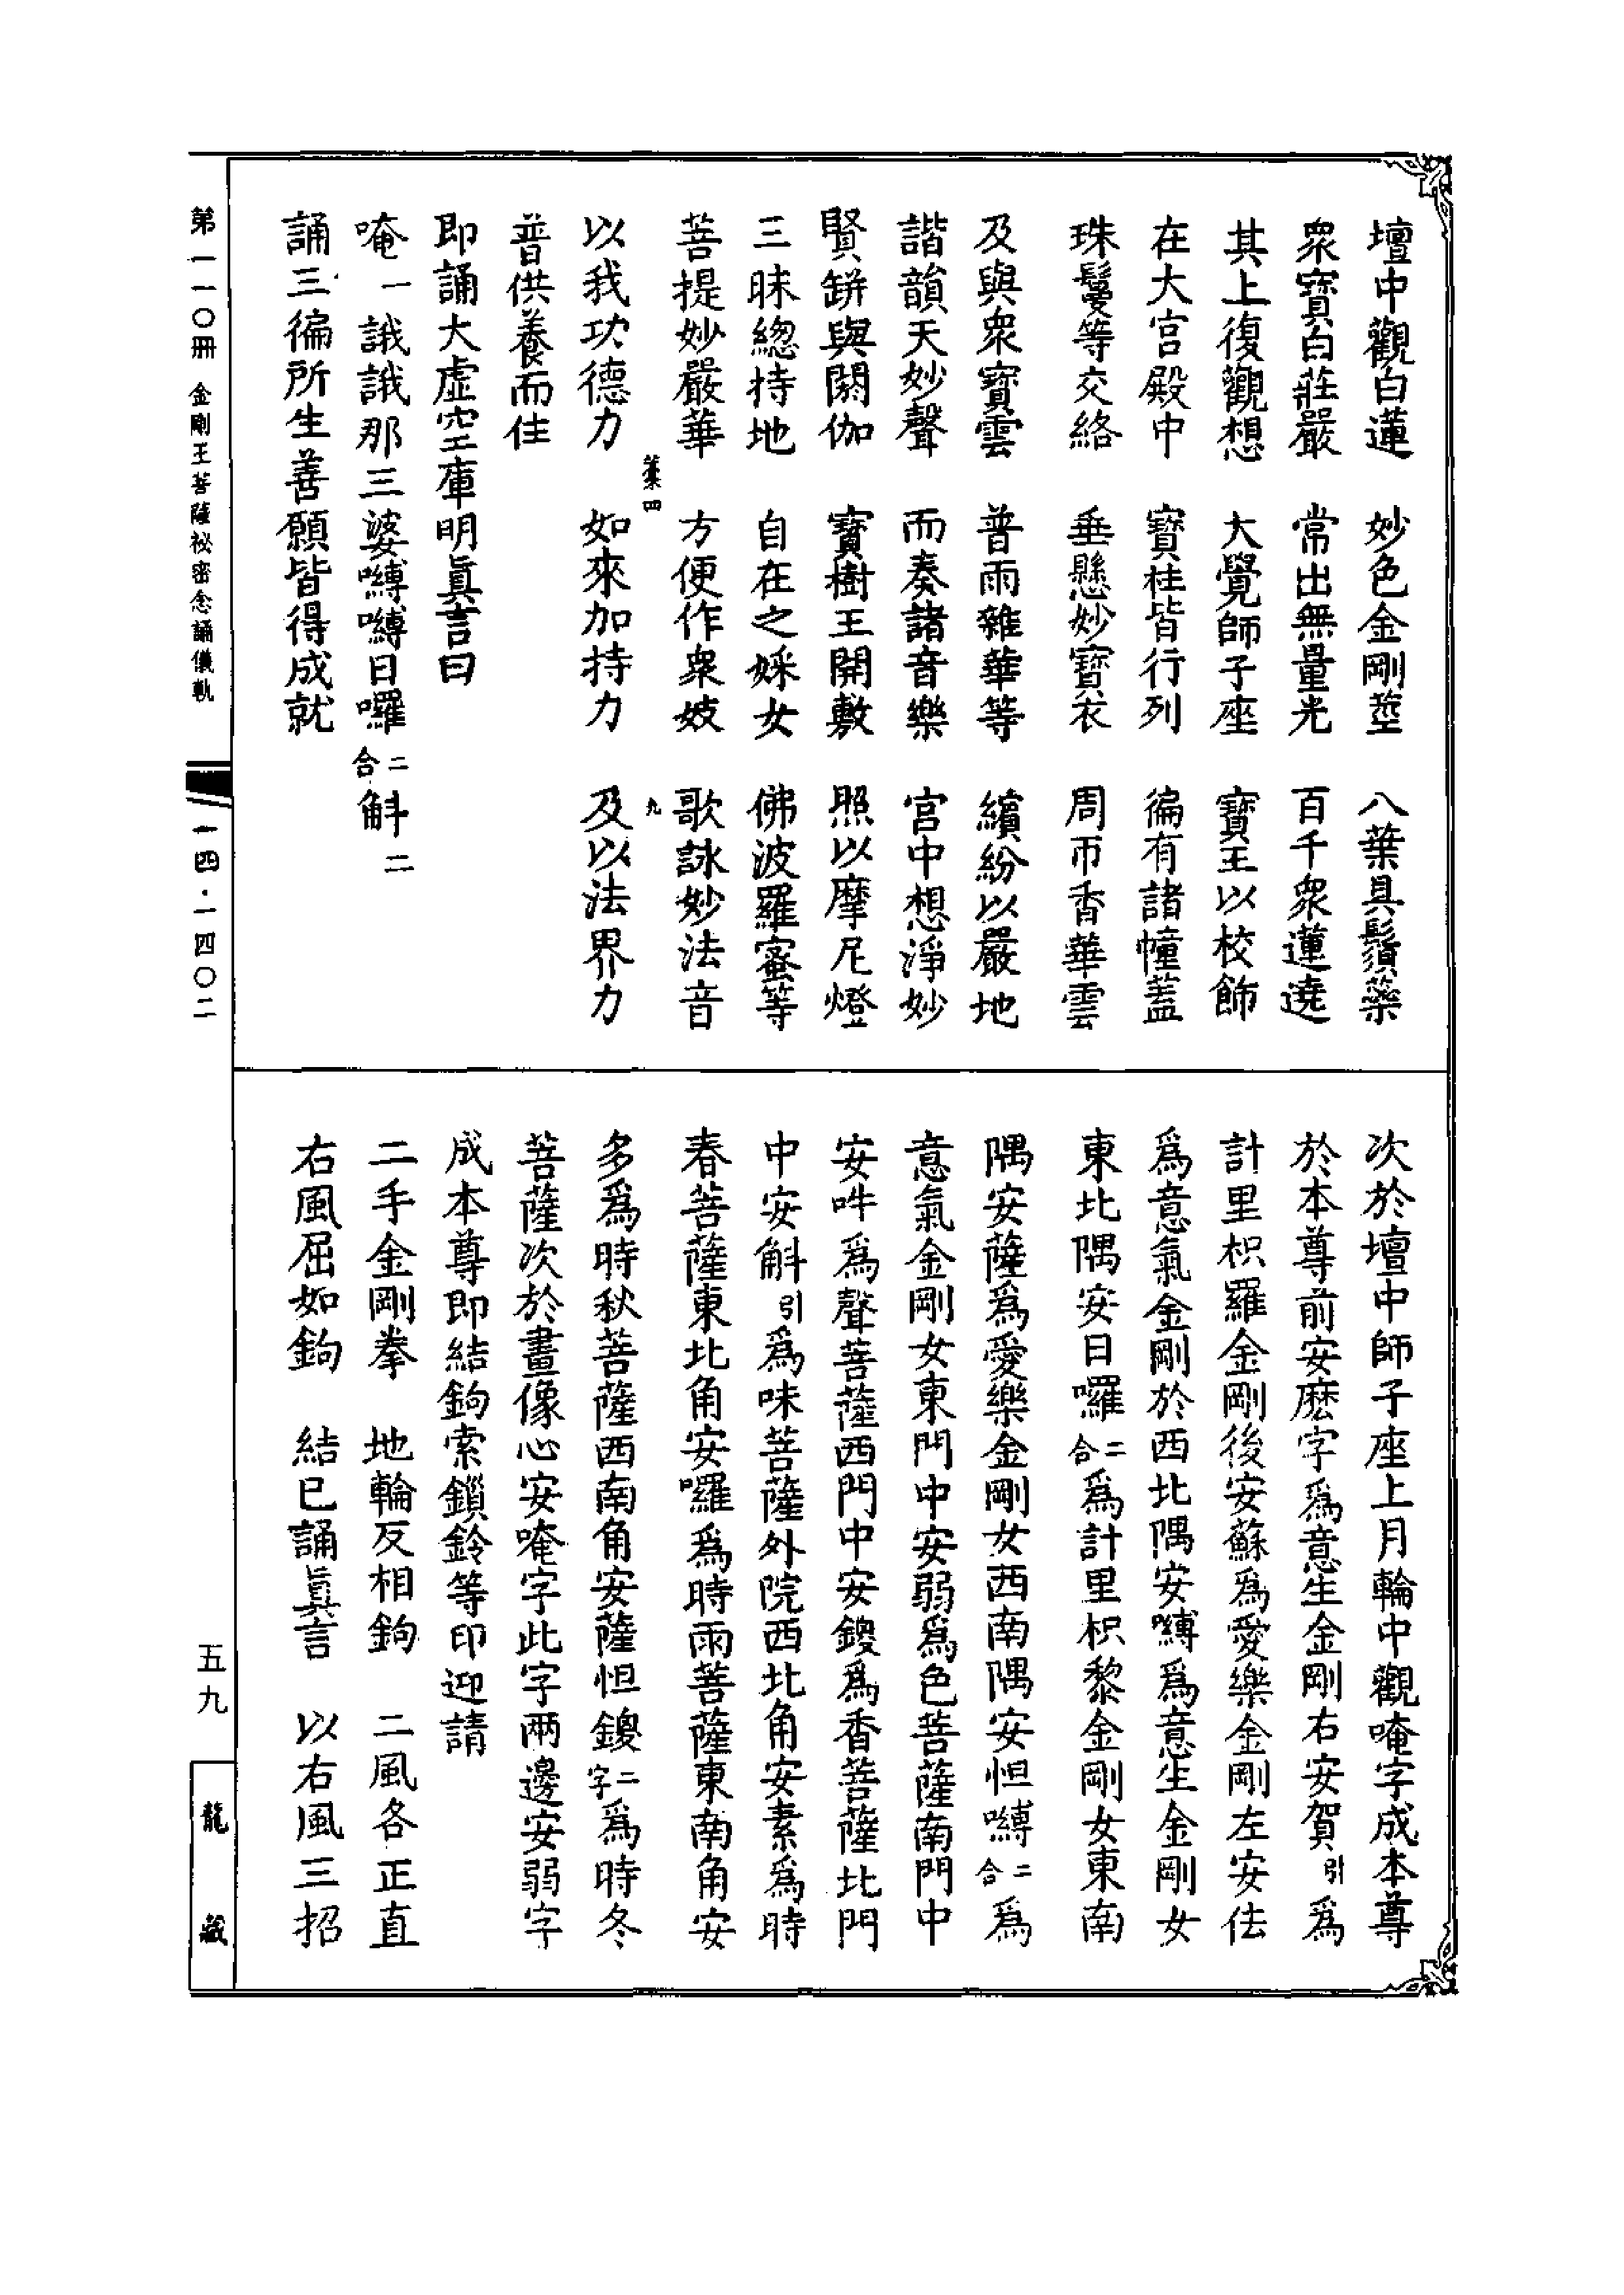 壇中觀白蓮　妙色金剛莖　八葉具鬚蘂
衆寶自莊嚴　常出無量光　百千衆蓮遶
其上復觀想　大覺師子座　寶王以校飾
在大宮殿中　寶柱皆行列　徧有諸幢蓋
珠鬘等交絡　垂懸妙寶衣　周帀香華雲
及與衆寶雲　普雨雜華等　繽紛以嚴地
諧韻天妙聲　而奏諸音樂　宮中想淨妙
賢缾與閼伽　寶樹王開敷　照以摩尼燈
三昧緫持地　自在之婇女　佛波羅蜜等
菩提妙嚴華　方便作衆妓　歌詠妙法音
藁四　九
以我功德力　如來加持力　及以法界力
普供養而住
即誦大虛空庫明眞言曰
唵一誐誐那三婆嚩嚩日囉二合斛二
誦三徧所生善願皆得成就
次於壇中師子座上月輪中觀唵字成本尊
於本尊前安麽字爲意生金剛右安賀引爲
計里枳羅金剛後安蘇爲愛樂金剛左安佉
爲意氣金剛於西北隅安嚩爲意生金剛女
東北隅安日囉二合爲計里枳黎金剛女東南
隅安薩爲愛樂金剛女西南隅安怛嚩二合爲
意氣金剛女東門中安弱爲色菩薩南門中
安吽爲聲菩薩西門中安鑁爲香菩薩北門
中安斛引爲味菩薩外院西北角安素爲時
春菩薩東北角安囉爲時雨菩薩東南角安
多爲時秋菩薩西南角安薩怛鑁二字爲時冬
菩薩次於畫像心安唵字此字兩邊安弱字
成本尊即結鉤索鎖鈴等印迎請
二手金剛拳　地輪反相鉤　二風各正直
右風屈如鉤　結已誦眞言　以右風三招
第一一〇冊　金剛王菩薩祕密念誦儀軌
一四·一四〇二
五九
龍藏